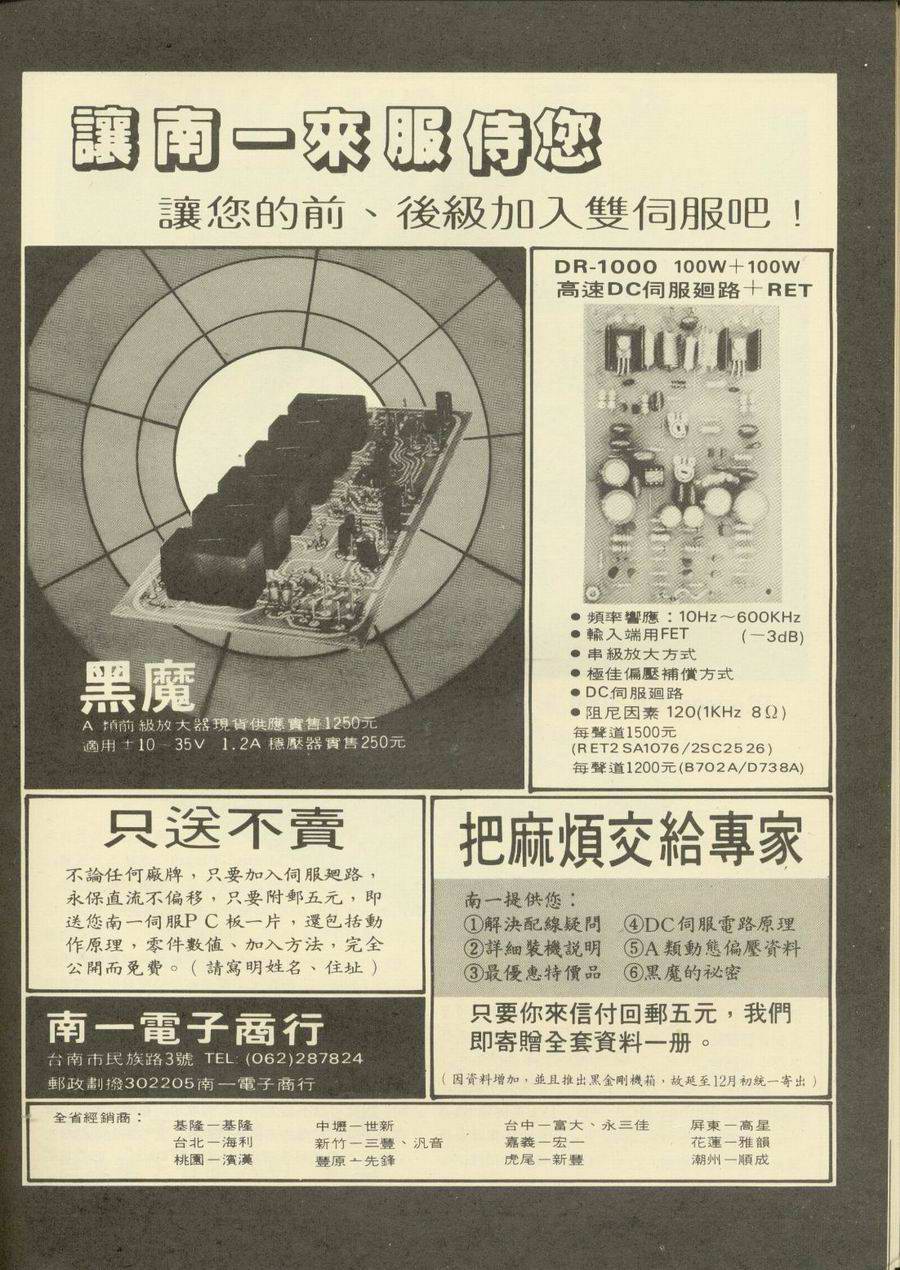 讓南一來服侍您
讓您的前、後級加入雙伺服吧！
DR-1000 100W＋100W
高速DC伺服廻路＋RET
● 頻率響應：10Hz～600KHz
● 輸入端用FET (－3dB)
● 串級放大方式
● 極佳偏壓補償方式
● DC伺服廻路
● 阻尼因素 120(1KHz 8Ω)
每聲道1500元
(RET2 SA1076/2SC2526)
每聲道1200元(B702A/D738A)
黑魔
A 類前級放大器現貨供應實售1250元
適用±10－35V 1.2A 穩壓器實售250元
只送不賣
不論任何廠牌，只要加入伺服廻路，
永保直流不偏移，只要附郵五元，即
送您南一伺服PC板一片，還包括動
作原理，零件數值、加入方法，完全
公開而免費。（請寫明姓名、住址）
南一電子商行
台南市民族路3號 TEL: (062)287824
郵政劃撥302205南一電子商行
把麻煩交給專家
南一提供您：
①解決配線疑問 ④DC伺服電路原理
②詳細裝機説明 ⑤A類動態偏壓資料
③最優惠特價品 ⑥黑魔的祕密
只要你來信付回郵五元，我們
即寄贈全套資料一册。
（因資料增加，並且推出黑金剛機箱，故延至12月初統一寄出）
全省經銷商：
基隆－基隆 中壢－世新 台中－富大、永三佳 屏東－高星
台北－海利 新竹－三豐、汎音 嘉義－宏一 花蓮－雅韻
桃園－濱漢 豐原－先鋒 虎尾－新豐 潮州－順成